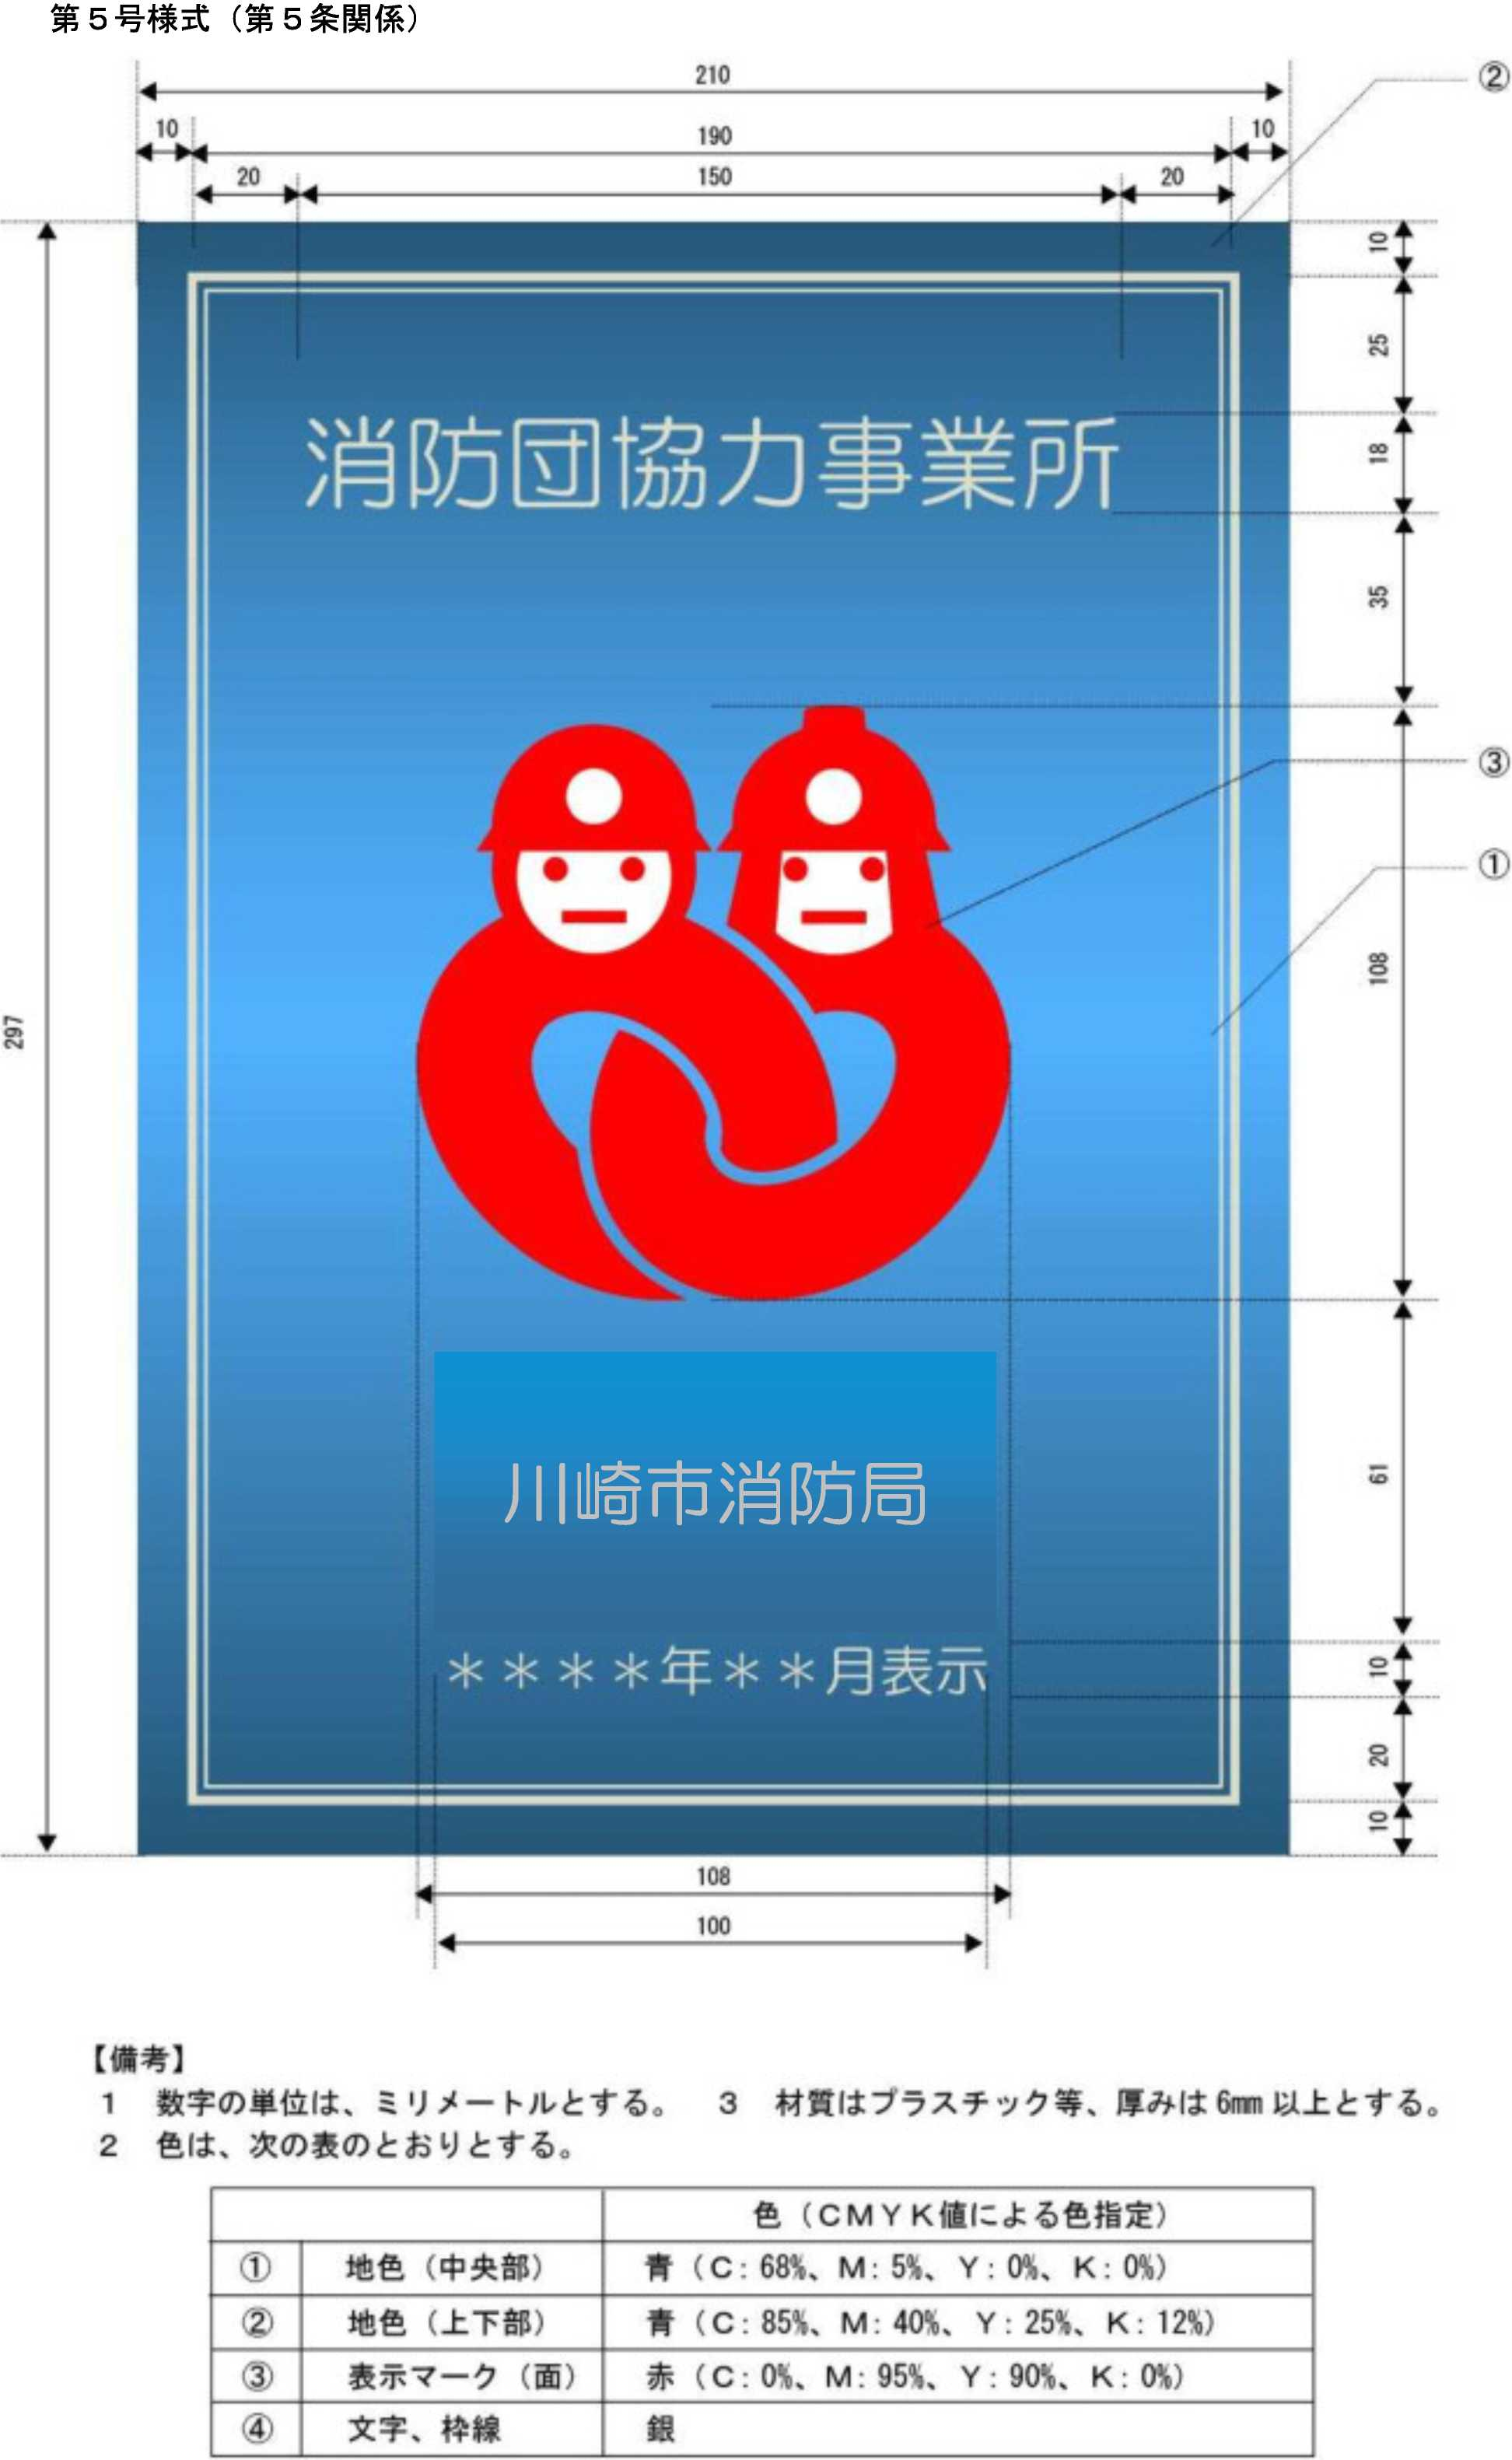 第５号様式（第５条関係）
210
②
10
190
10
20
150
20
10
25
消防団協力事業所
18
35
③
①
108
297
川崎市消防局
61
＊＊＊＊年＊＊月表示
10
20
10
108
100
【備考】
１　数字の単位は、ミリメートルとする。　３　材質はプラスチック等、厚みは 6㎜ 以上とする。
２　色は、次の表のとおりとする。
色（ＣＭＹＫ値による色指定）
①　地色（中央部）　青（Ｃ：68%、Ｍ：5%、Ｙ：0%、Ｋ：0%）
②　地色（上下部）　青（Ｃ：85%、Ｍ：40%、Ｙ：25%、Ｋ：12%）
③　表示マーク（面）　赤（Ｃ：0%、Ｍ：95%、Ｙ：90%、Ｋ：0%）
④　文字、枠線　銀